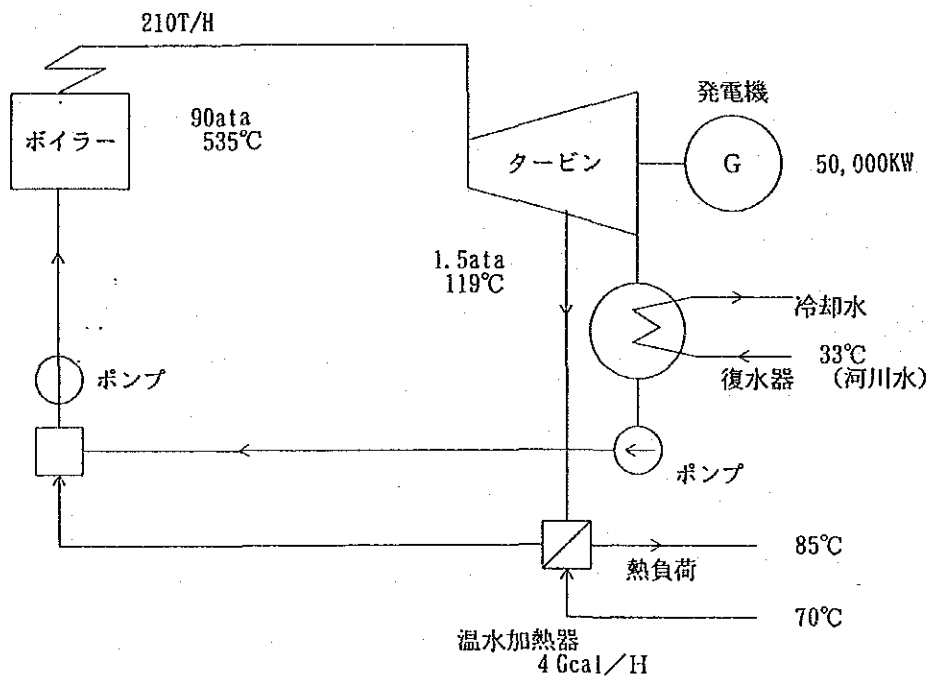 210T/H
ボイラー
90ata
535℃
タービン
発電機
G
50,000KW
1.5ata
119℃
冷却水
33℃
復水器 (河川水)
ポンプ
ポンプ
85℃
熱負荷
70℃
温水加熱器
4 Gcal/H